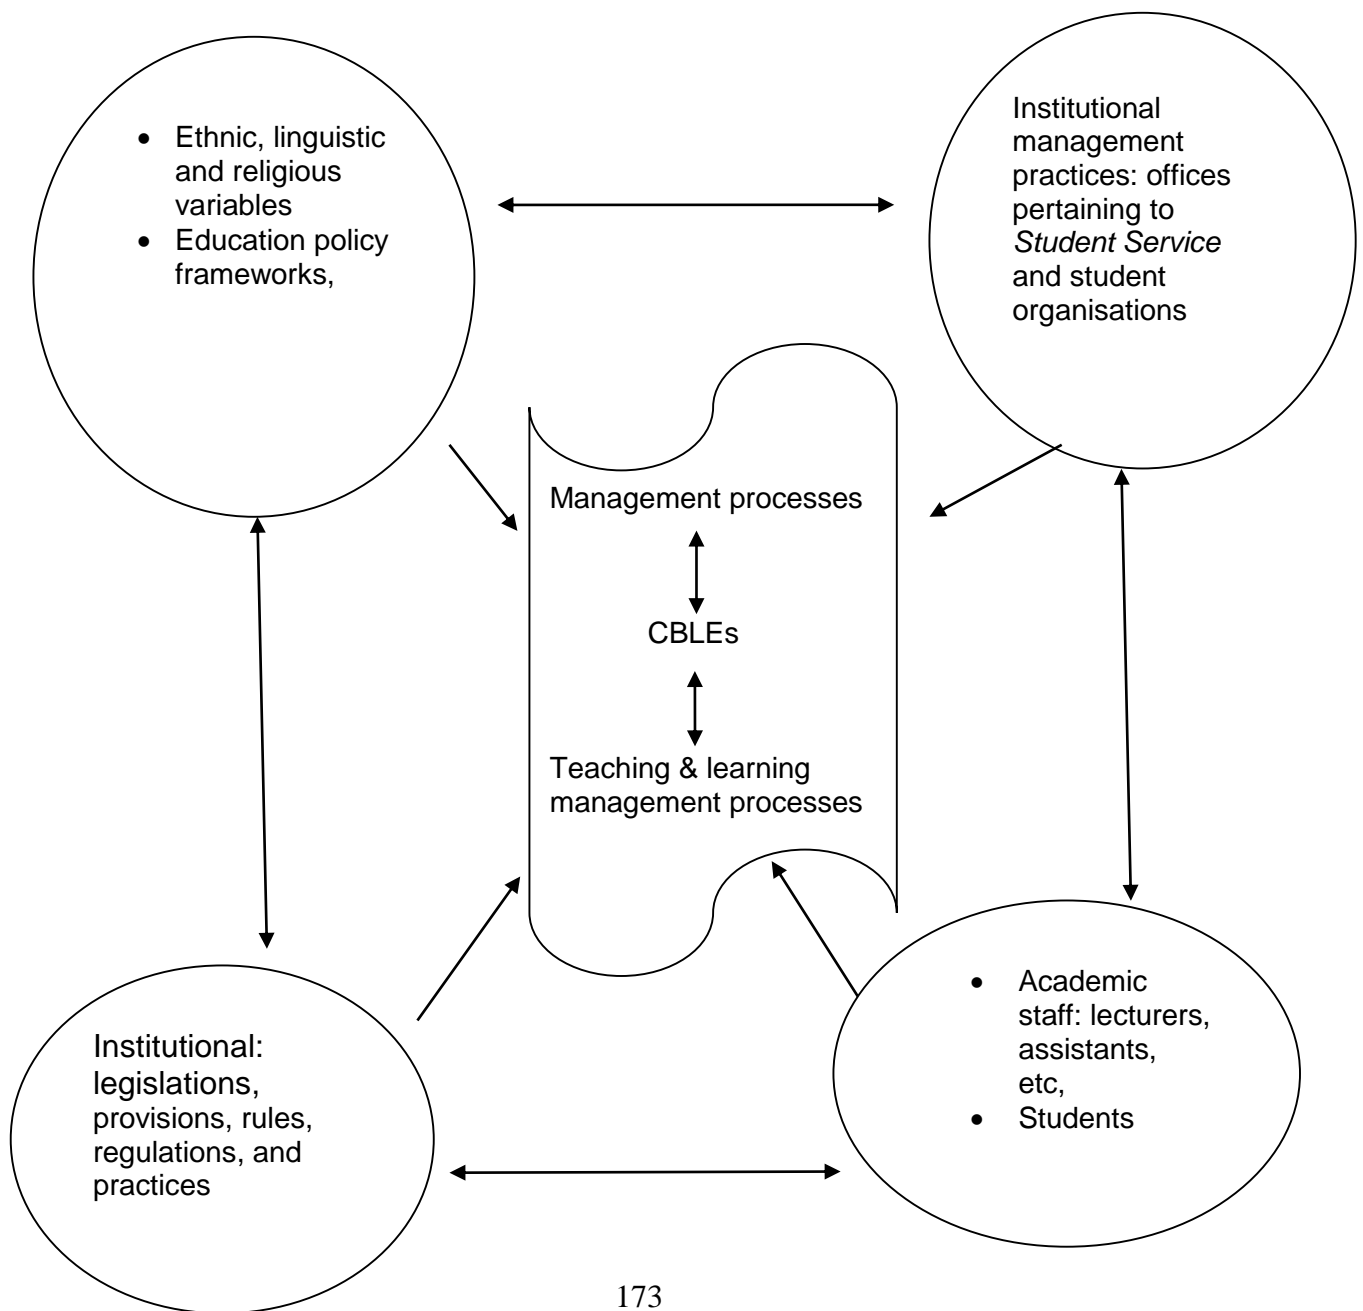 • Ethnic, linguistic
and religious
variables
• Education policy
frameworks,
Institutional
management
practices: offices
pertaining to
Student Service
and student
organisations
Management processes
CBLEs
Teaching & learning
management processes
Institutional:
legislations,
provisions, rules,
regulations, and
practices
• Academic
staff: lecturers,
assistants,
etc,
• Students
173